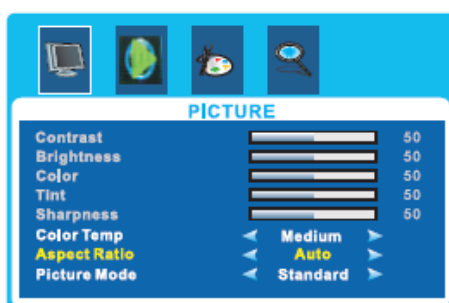 PICTURE
Contrast 50
Brightness 50
Color 50
Tint 50
Sharpness 50
Color Temp Medium
Aspect Ratio Auto
Picture Mode Standard